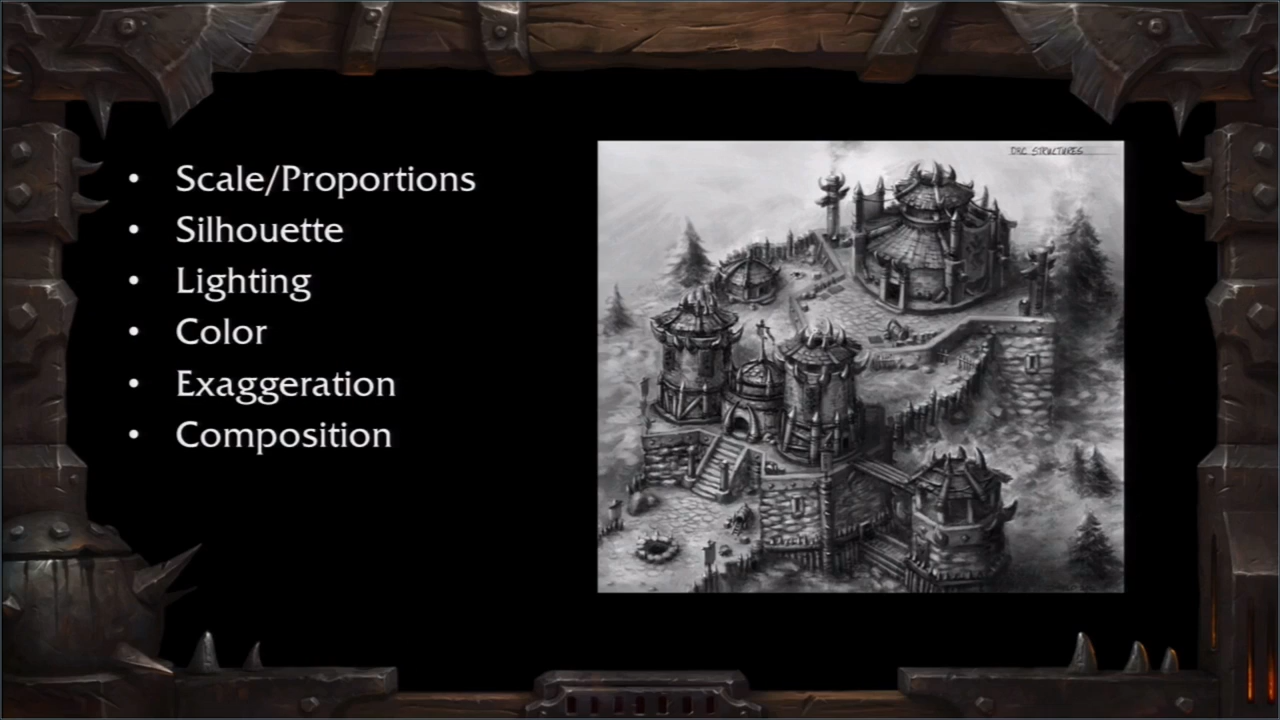 Scale/Proportions
Silhouette
Lighting
Color
Exaggeration
Composition
ORC STRUCTURES